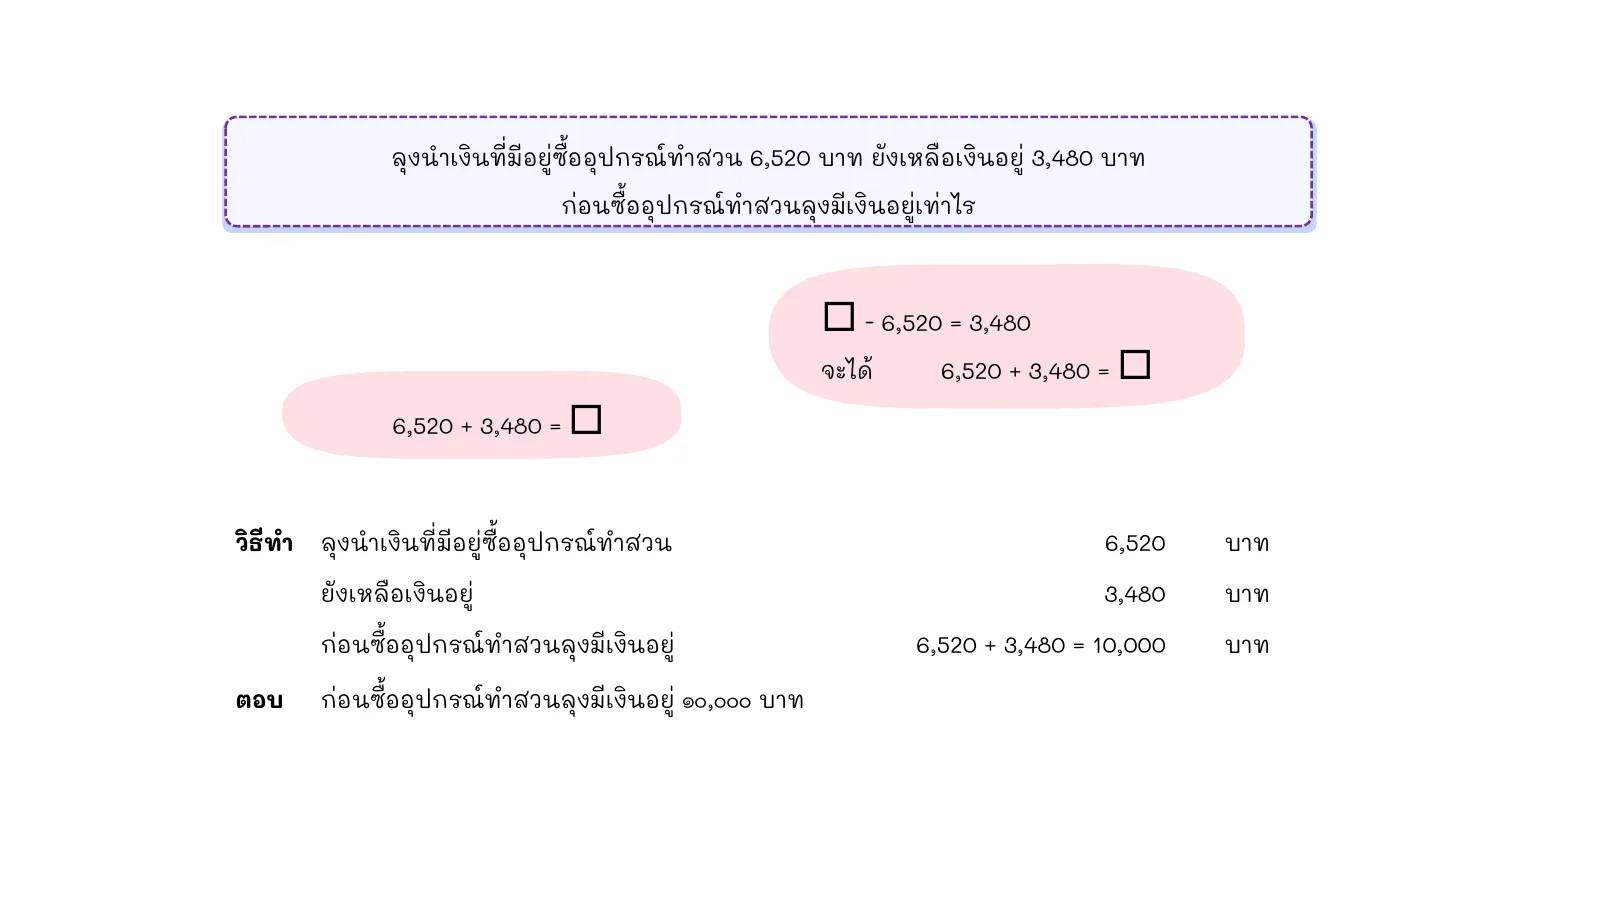 ลุงนำเงินที่มีอยู่ซื้ออุปกรณ์ทำสวน 6,520 บาท ยังเหลือเงินอยู่ 3,480 บาท
ก่อนซื้ออุปกรณ์ทำสวนลุงมีเงินอยู่เท่าไร
□ - 6,520 = 3,480
จะได้ 6,520 + 3,480 = □
6,520 + 3,480 = □
วิธีทำ ลุงนำเงินที่มีอยู่ซื้ออุปกรณ์ทำสวน 6,520 บาท
ยังเหลือเงินอยู่ 3,480 บาท
ก่อนซื้ออุปกรณ์ทำสวนลุงมีเงินอยู่ 6,520 + 3,480 = 10,000 บาท
ตอบ ก่อนซื้ออุปกรณ์ทำสวนลุงมีเงินอยู่ ๑๐,๐๐๐ บาท